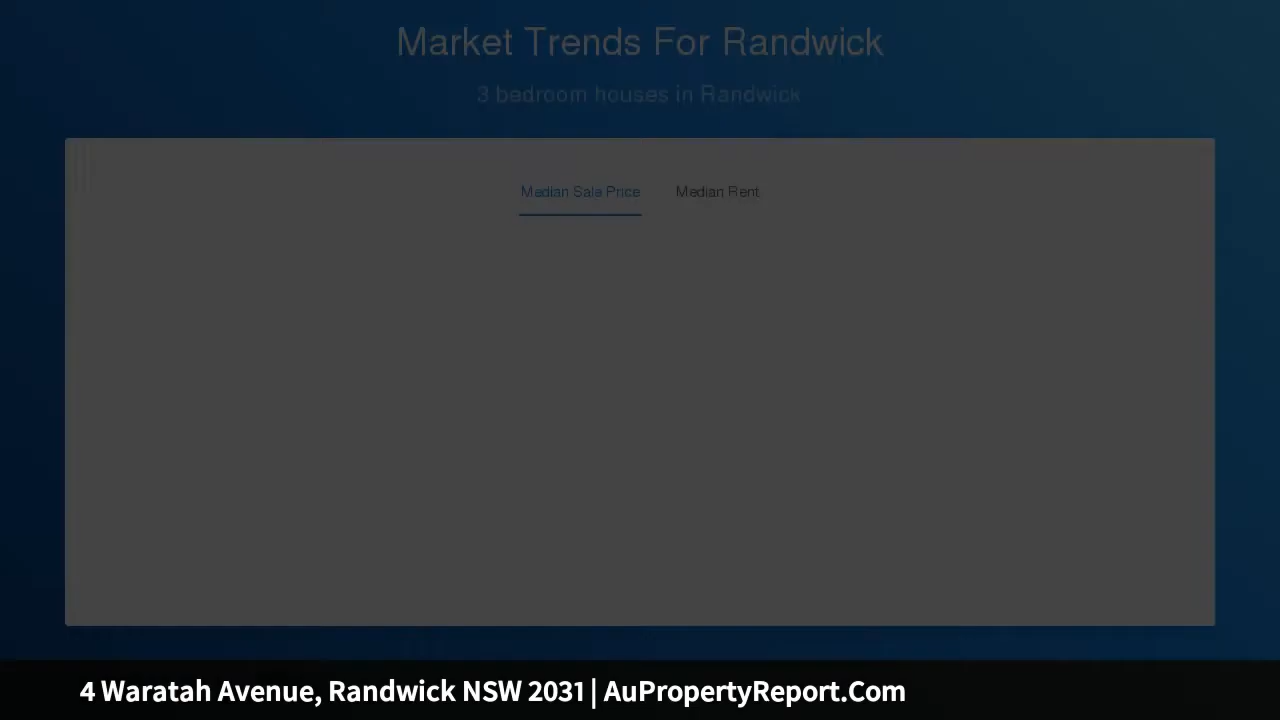 Market Trends For Randwick
3 bedroom houses in Randwick
Median Sale Price Median Rent
4 Waratah Avenue, Randwick NSW 2031 | AuPropertyReport.Com